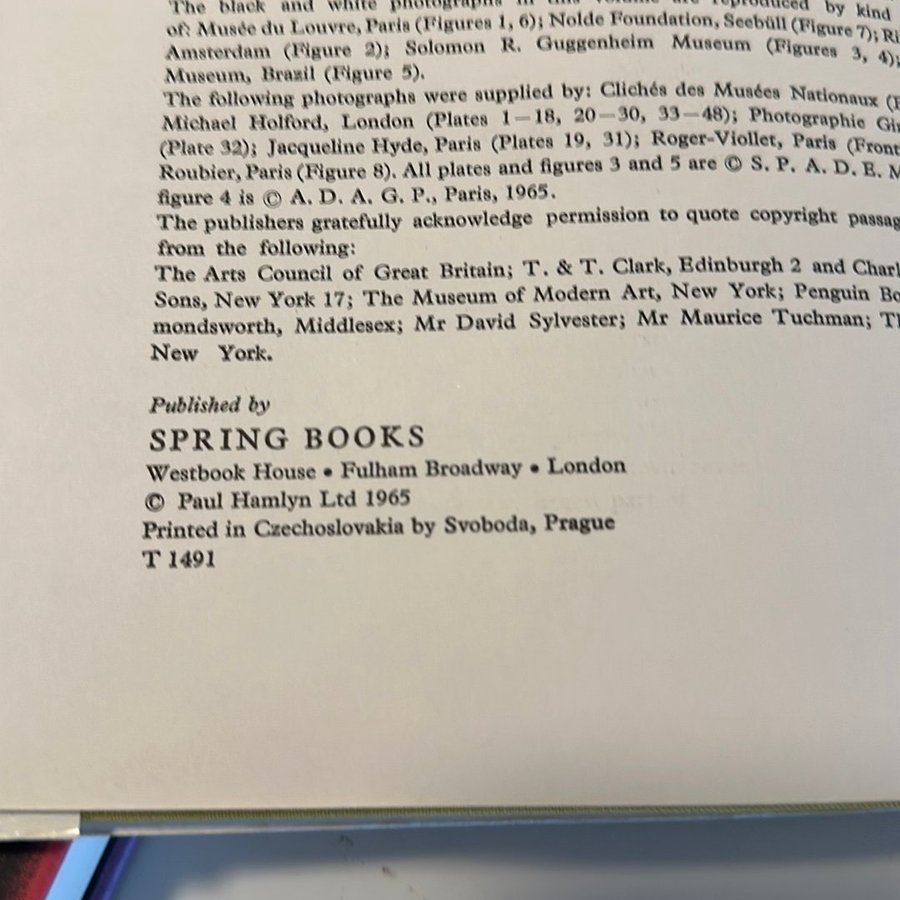 The black and white photographs in this volume are reproduced by kind
of: Musée du Louvre, Paris (Figures 1, 6); Nolde Foundation, Seebüll (Figure 7);
Amsterdam (Figure 2); Solomon R. Guggenheim Museum (Figures 3, 4);
Museum, Brazil (Figure 5).
The following photographs were supplied by: Clichés des Musées Nationaux
Michael Holford, London (Plates 1—18, 20—30, 33—48); Photographie
(Plate 32); Jacqueline Hyde, Paris (Plates 19, 31); Roger-Viollet, Paris (Front
Roubier, Paris (Figure 8). All plates and figures 3 and 5 are © S. P. A. D. E. M
figure 4 is © A. D. A. G. P., Paris, 1965.
The publishers gratefully acknowledge permission to quote copyright passag
from the following:
The Arts Council of Great Britain; T. & T. Clark, Edinburgh 2 and Charl
Sons, New York 17; The Museum of Modern Art, New York; Penguin Bo
mondsworth, Middlesex; Mr David Sylvester; Mr Maurice Tuchman;
New York.
Published by
SPRING BOOKS
Westbook House • Fulham Broadway • London
© Paul Hamlyn Ltd 1965
Printed in Czechoslovakia by Svoboda, Prague
T 1491